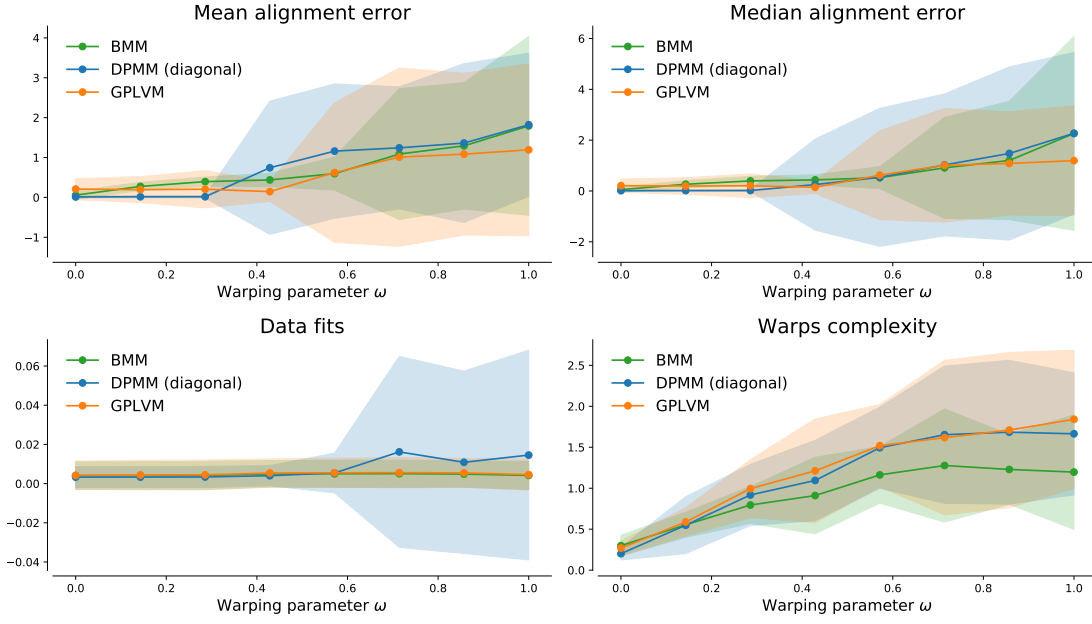 Mean alignment error
4
3
2
1
0
−1
BMM
DPMM (diagonal)
GPLVM
0.0 0.2 0.4 0.6 0.8 1.0
Warping parameter ω
Median alignment error
6
4
2
0
−2
BMM
DPMM (diagonal)
GPLVM
0.0 0.2 0.4 0.6 0.8 1.0
Warping parameter ω
Data fits
0.06
0.04
0.02
0.00
−0.02
−0.04
BMM
DPMM (diagonal)
GPLVM
0.0 0.2 0.4 0.6 0.8 1.0
Warping parameter ω
Warps complexity
2.5
2.0
1.5
1.0
0.5
0.0
BMM
DPMM (diagonal)
GPLVM
0.0 0.2 0.4 0.6 0.8 1.0
Warping parameter ω